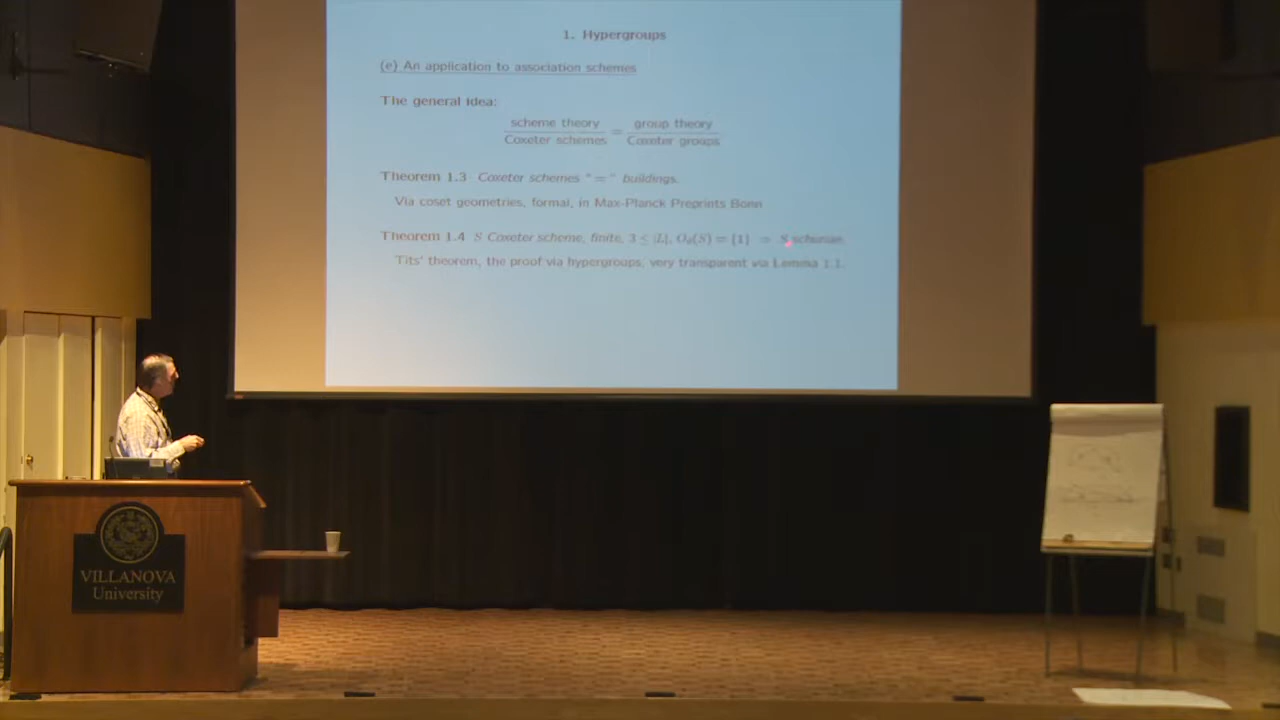 1. Hypergroups
(e) An application to association schemes
The general idea:
scheme theory / Coxeter schemes = group theory / Coxeter groups
Theorem 1.3 Coxeter schemes "=" buildings.
Via coset geometries, formal, in Max-Planck Preprints Bonn
Theorem 1.4 S Coxeter scheme, finite, 3 ≤ |L|, Oϑ(S) = {1} ⇒ S schurian.
Tits' theorem, the proof via hypergroups, very transparent via Lemma 1.1.
VILLANOVA
University